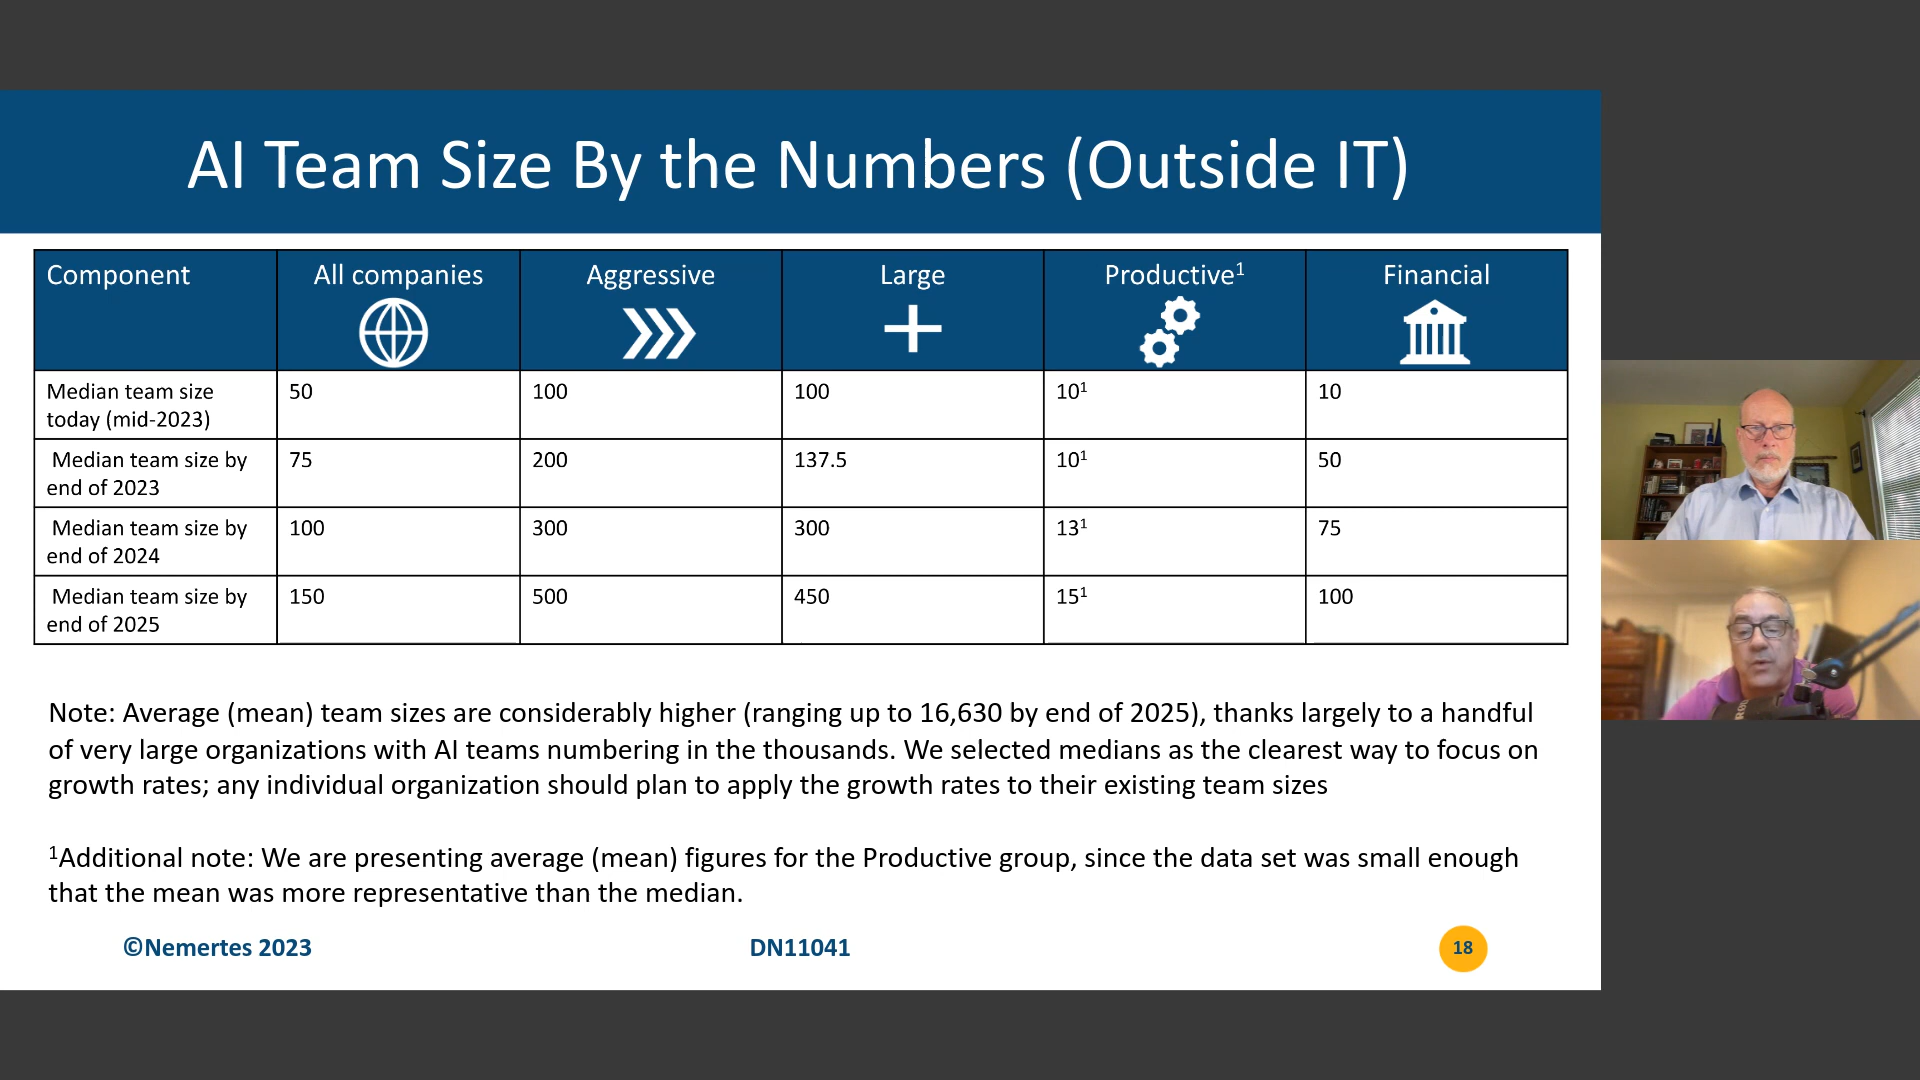 AI Team Size By the Numbers (Outside IT)
Component All companies Aggressive Large Productive¹ Financial
Median team size
today (mid-2023)
50 100 100 10¹ 10
Median team size by
end of 2023
75 200 137.5 10¹ 50
Median team size by
end of 2024
100 300 300 13¹ 75
Median team size by
end of 2025
150 500 450 15¹ 100
Note: Average (mean) team sizes are considerably higher (ranging up to 16,630 by end of 2025), thanks largely to a handful
of very large organizations with AI teams numbering in the thousands. We selected medians as the clearest way to focus on
growth rates; any individual organization should plan to apply the growth rates to their existing team sizes
¹Additional note: We are presenting average (mean) figures for the Productive group, since the data set was small enough
that the mean was more representative than the median.
©Nemertes 2023 DN11041 18